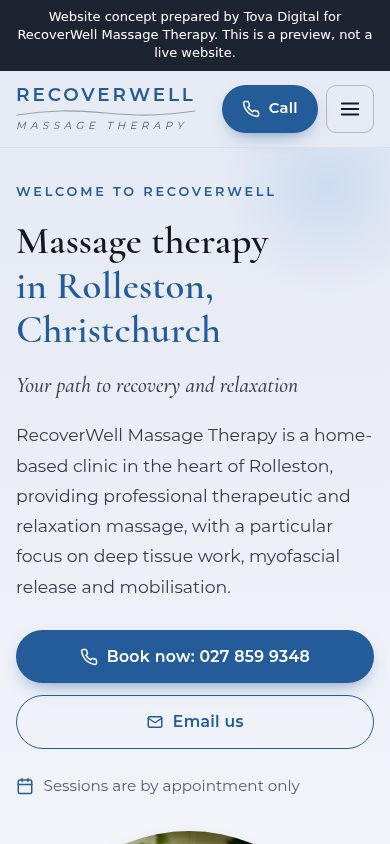 Website concept prepared by Tova Digital for
RecoverWell Massage Therapy. This is a preview, not a
live website.
RECOVERWELL
MASSAGE THERAPY
Call
WELCOME TO RECOVERWELL
Massage therapy
in Rolleston,
Christchurch
Your path to recovery and relaxation
RecoverWell Massage Therapy is a home-
based clinic in the heart of Rolleston,
providing professional therapeutic and
relaxation massage, with a particular
focus on deep tissue work, myofascial
release and mobilisation.
Book now: 027 859 9348
Email us
Sessions are by appointment only